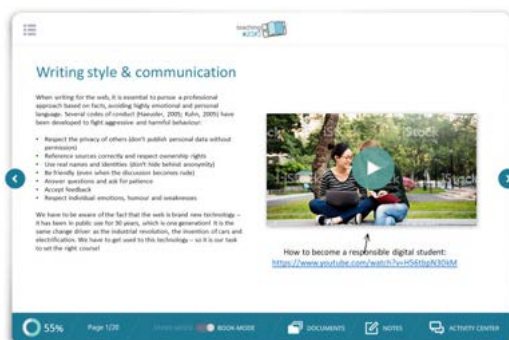 teaching
Writing style & communication
When writing for the web, it is essential to pursue a professional
approach based on facts, avoiding highly emotional and personal
language. Several codes of conduct (Haeusler, 2005; Kuhn, 2005) have
been developed to fight aggressive and harmful behaviour:
• Respect the privacy of others (don't publish personal data without
permission)
• Reference sources correctly and respect ownership rights
• Use real names and identities (don't hide behind anonymity)
• Be friendly (even when the discussion becomes rude)
• Answer questions and ask for patience
• Accept feedback
• Respect individual emotions, humour and weaknesses
We have to be aware of the fact that the web is brand new technology –
it has been in public use for 30 years, which is one generation! It is the
same change driver as the industrial revolution, the invention of cars and
electrification. We have to get used to this technology – so it is our task
to set the right course!
iStock
How to become a responsible digital student:
https://www.youtube.com/watch?v=H56tbpN30kM
55%
Page 1/20
BOOK-MODE
DOCUMENTS
NOTES
ACTIVITY CENTER